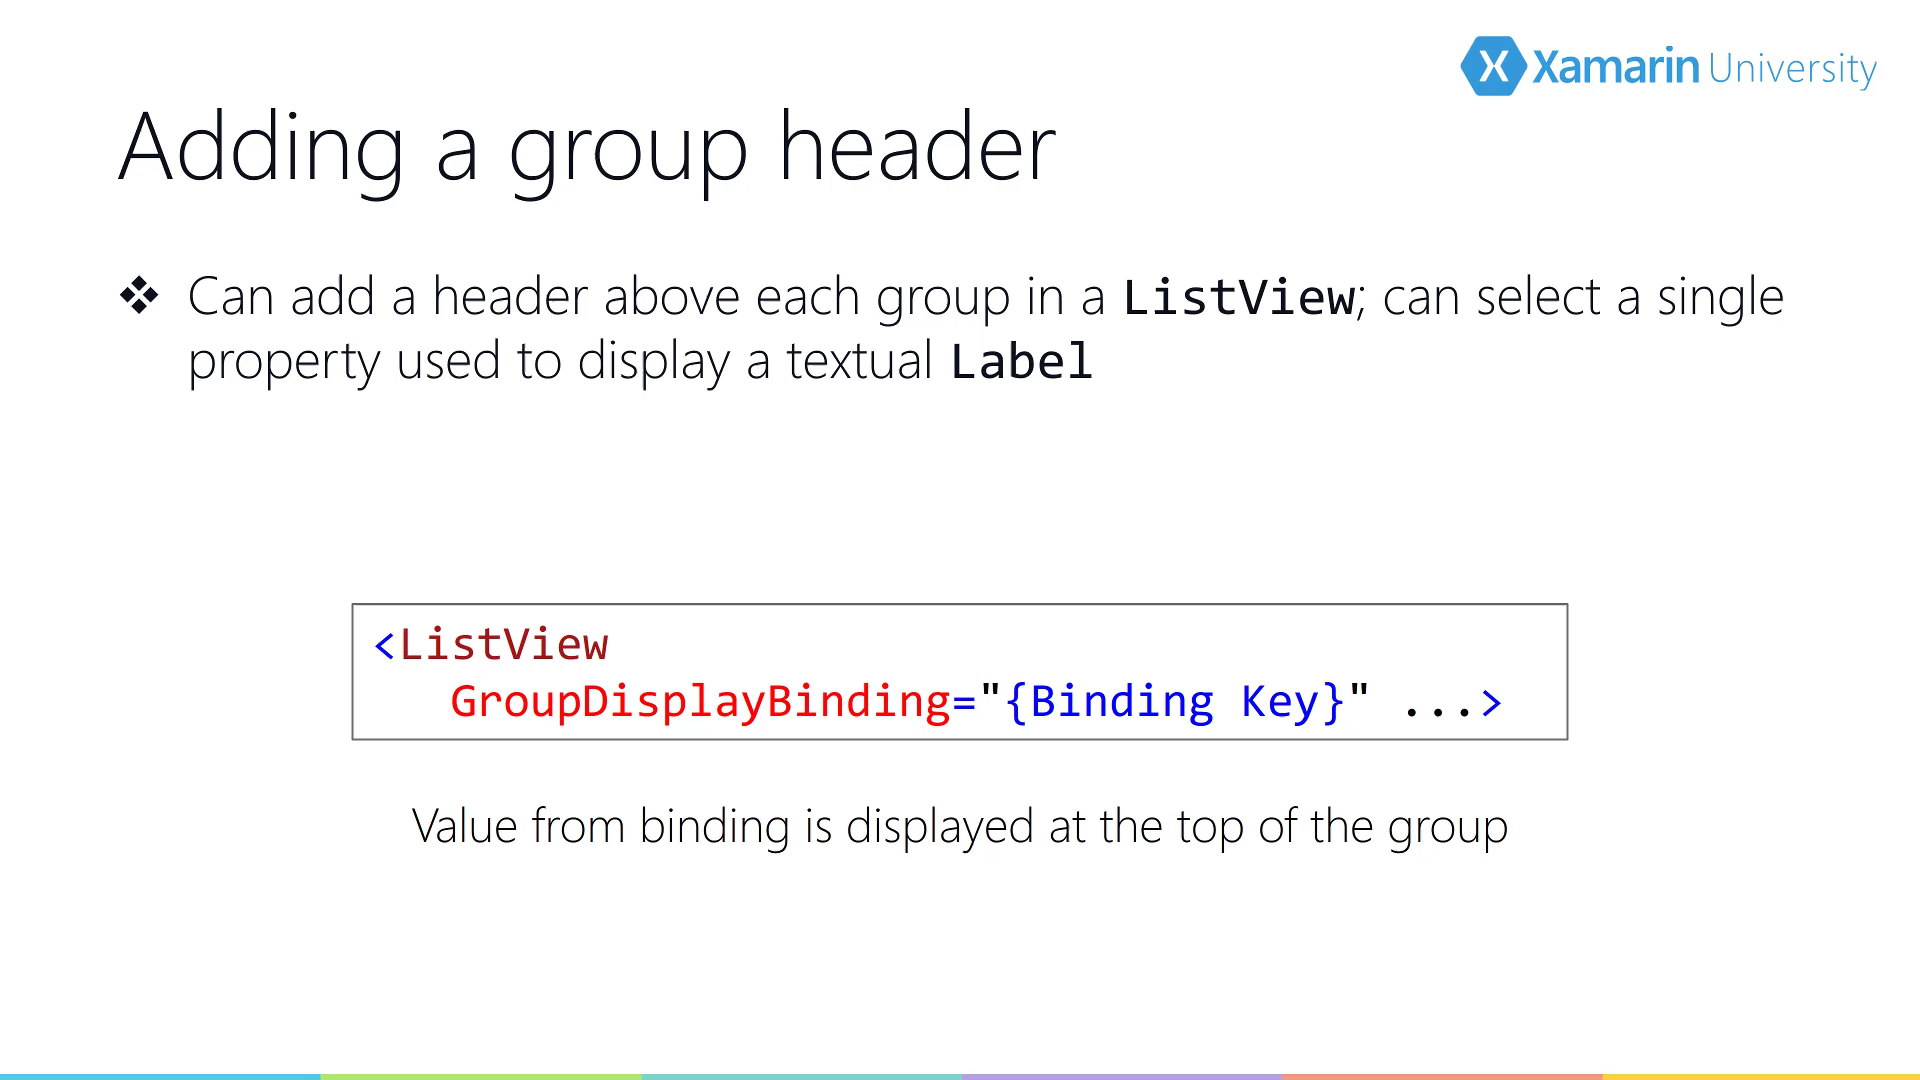 Xamarin University
Adding a group header
❖ Can add a header above each group in a ListView; can select a single
property used to display a textual Label
<ListView
GroupDisplayBinding="{Binding Key}" ...>
Value from binding is displayed at the top of the group